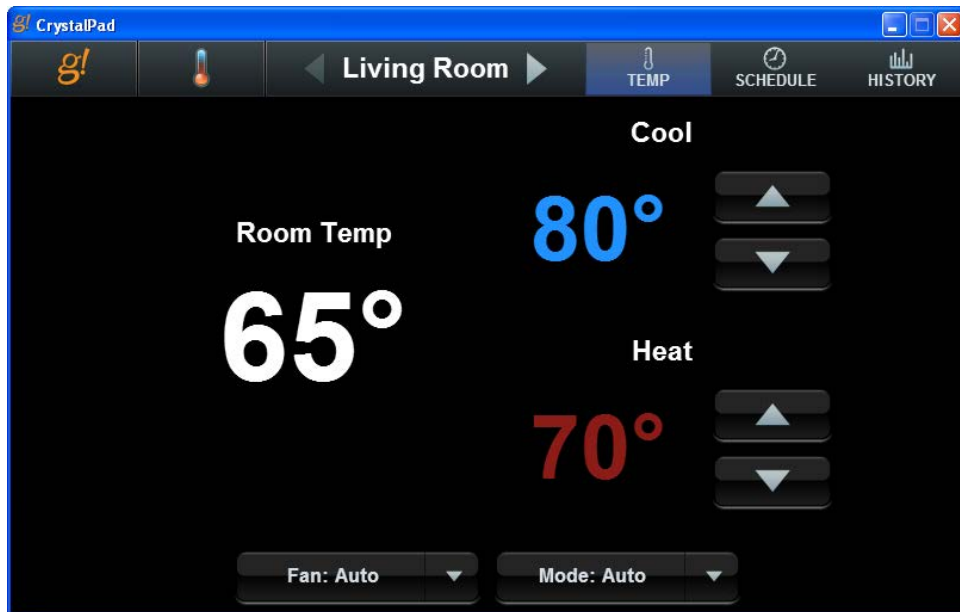 g! CrystalPad
g!
Living Room
TEMP
SCHEDULE
HISTORY
Cool
80°
Room Temp
65°
Heat
70°
Fan: Auto
Mode: Auto